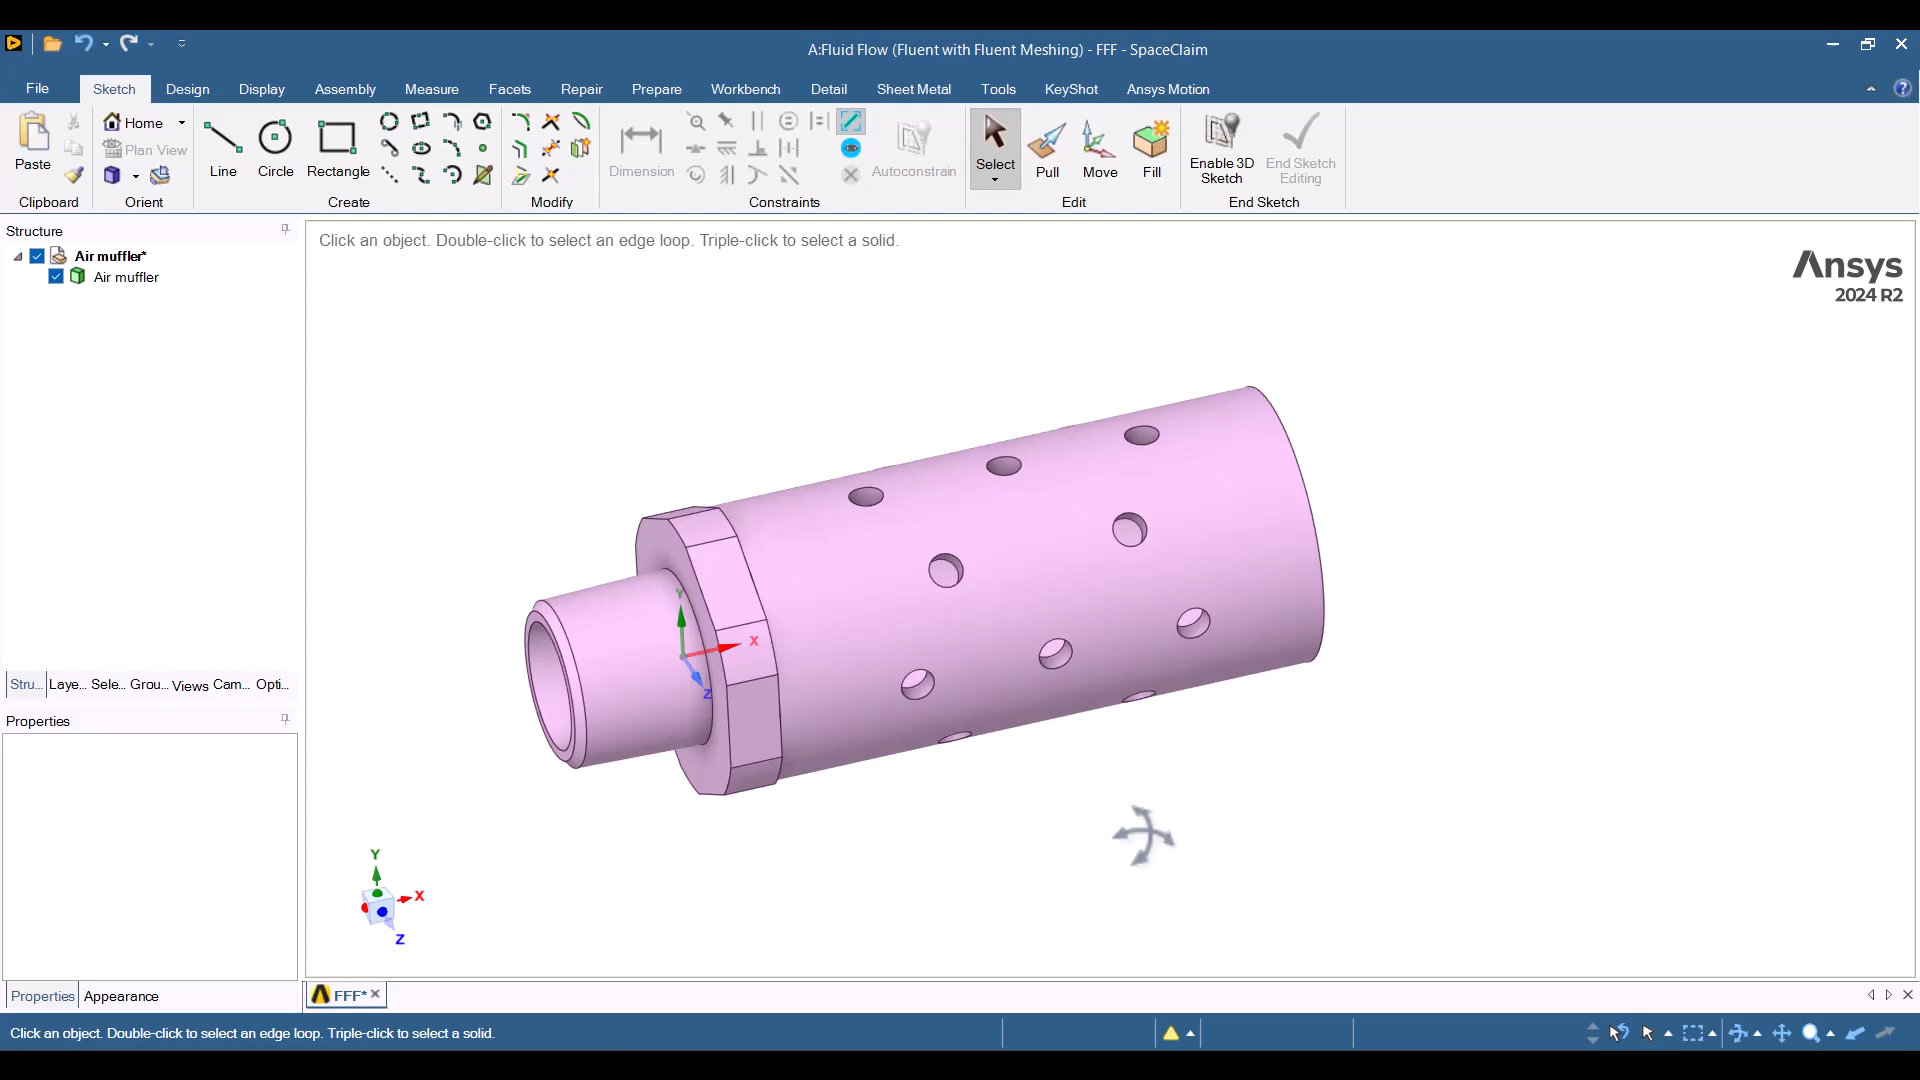 A:Fluid Flow (Fluent with Fluent Meshing) - FFF - SpaceClaim
File Sketch Design Display Assembly Measure Facets Repair Prepare Workbench Detail Sheet Metal Tools KeyShot Ansys Motion
Paste
Clipboard
Home
Plan View
Orient
Line Circle Rectangle
Create
Modify
Dimension
Autoconstrain
Constraints
Select Pull Move Fill
Edit
Enable 3D Sketch
End Sketch Editing
End Sketch
Structure
Air muffler*
Air muffler
Stru... Laye... Sele... Grou... Views Cam... Opti...
Properties
Properties Appearance
Click an object. Double-click to select an edge loop. Triple-click to select a solid.
Ansys
2024 R2
Y
X
Z
Y
X
Z
FFF*
Click an object. Double-click to select an edge loop. Triple-click to select a solid.